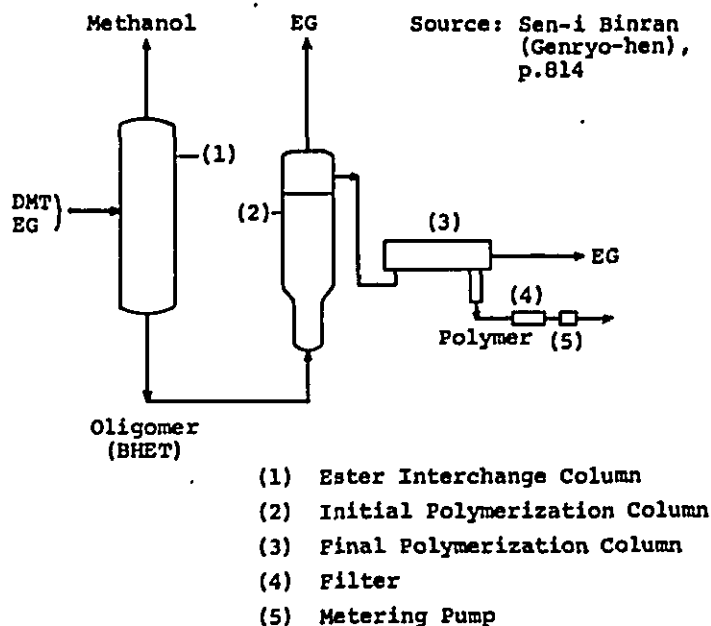 Methanol
EG
Source: Sen-i Binran
(Genryo-hen),
p.814
(1)
DMT
EG
(2)
(3)
EG
(4)
Polymer
(5)
Oligomer
(BHET)
(1) Ester Interchange Column
(2) Initial Polymerization Column
(3) Final Polymerization Column
(4) Filter
(5) Metering Pump